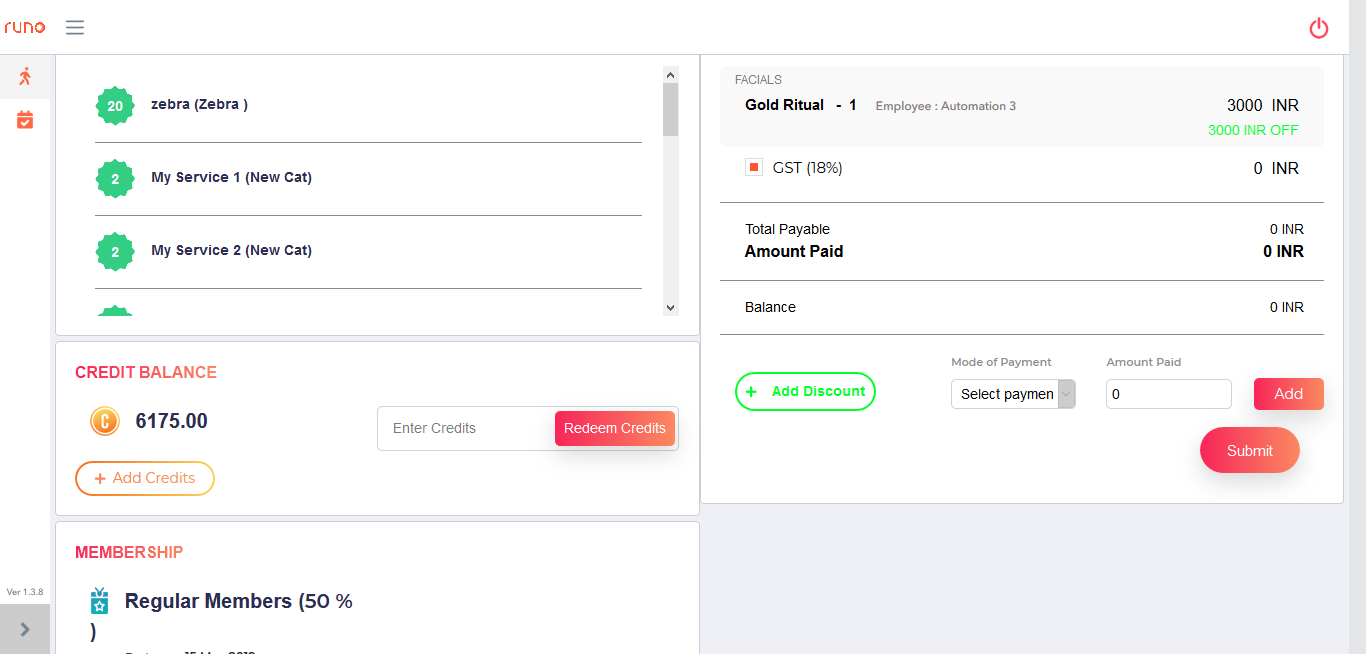 runo
20
zebra (Zebra )
2
My Service 1 (New Cat)
2
My Service 2 (New Cat)
CREDIT BALANCE
C
6175.00
Enter Credits
Redeem Credits
+ Add Credits
MEMBERSHIP
Regular Members (50 %
)
Ver 1.3.8
FACIALS
Gold Ritual - 1 Employee : Automation 3 3000 INR
3000 INR OFF
GST (18%) 0 INR
Total Payable 0 INR
Amount Paid 0 INR
Balance 0 INR
Mode of Payment Amount Paid
+ Add Discount Select paymen 0 Add
Submit